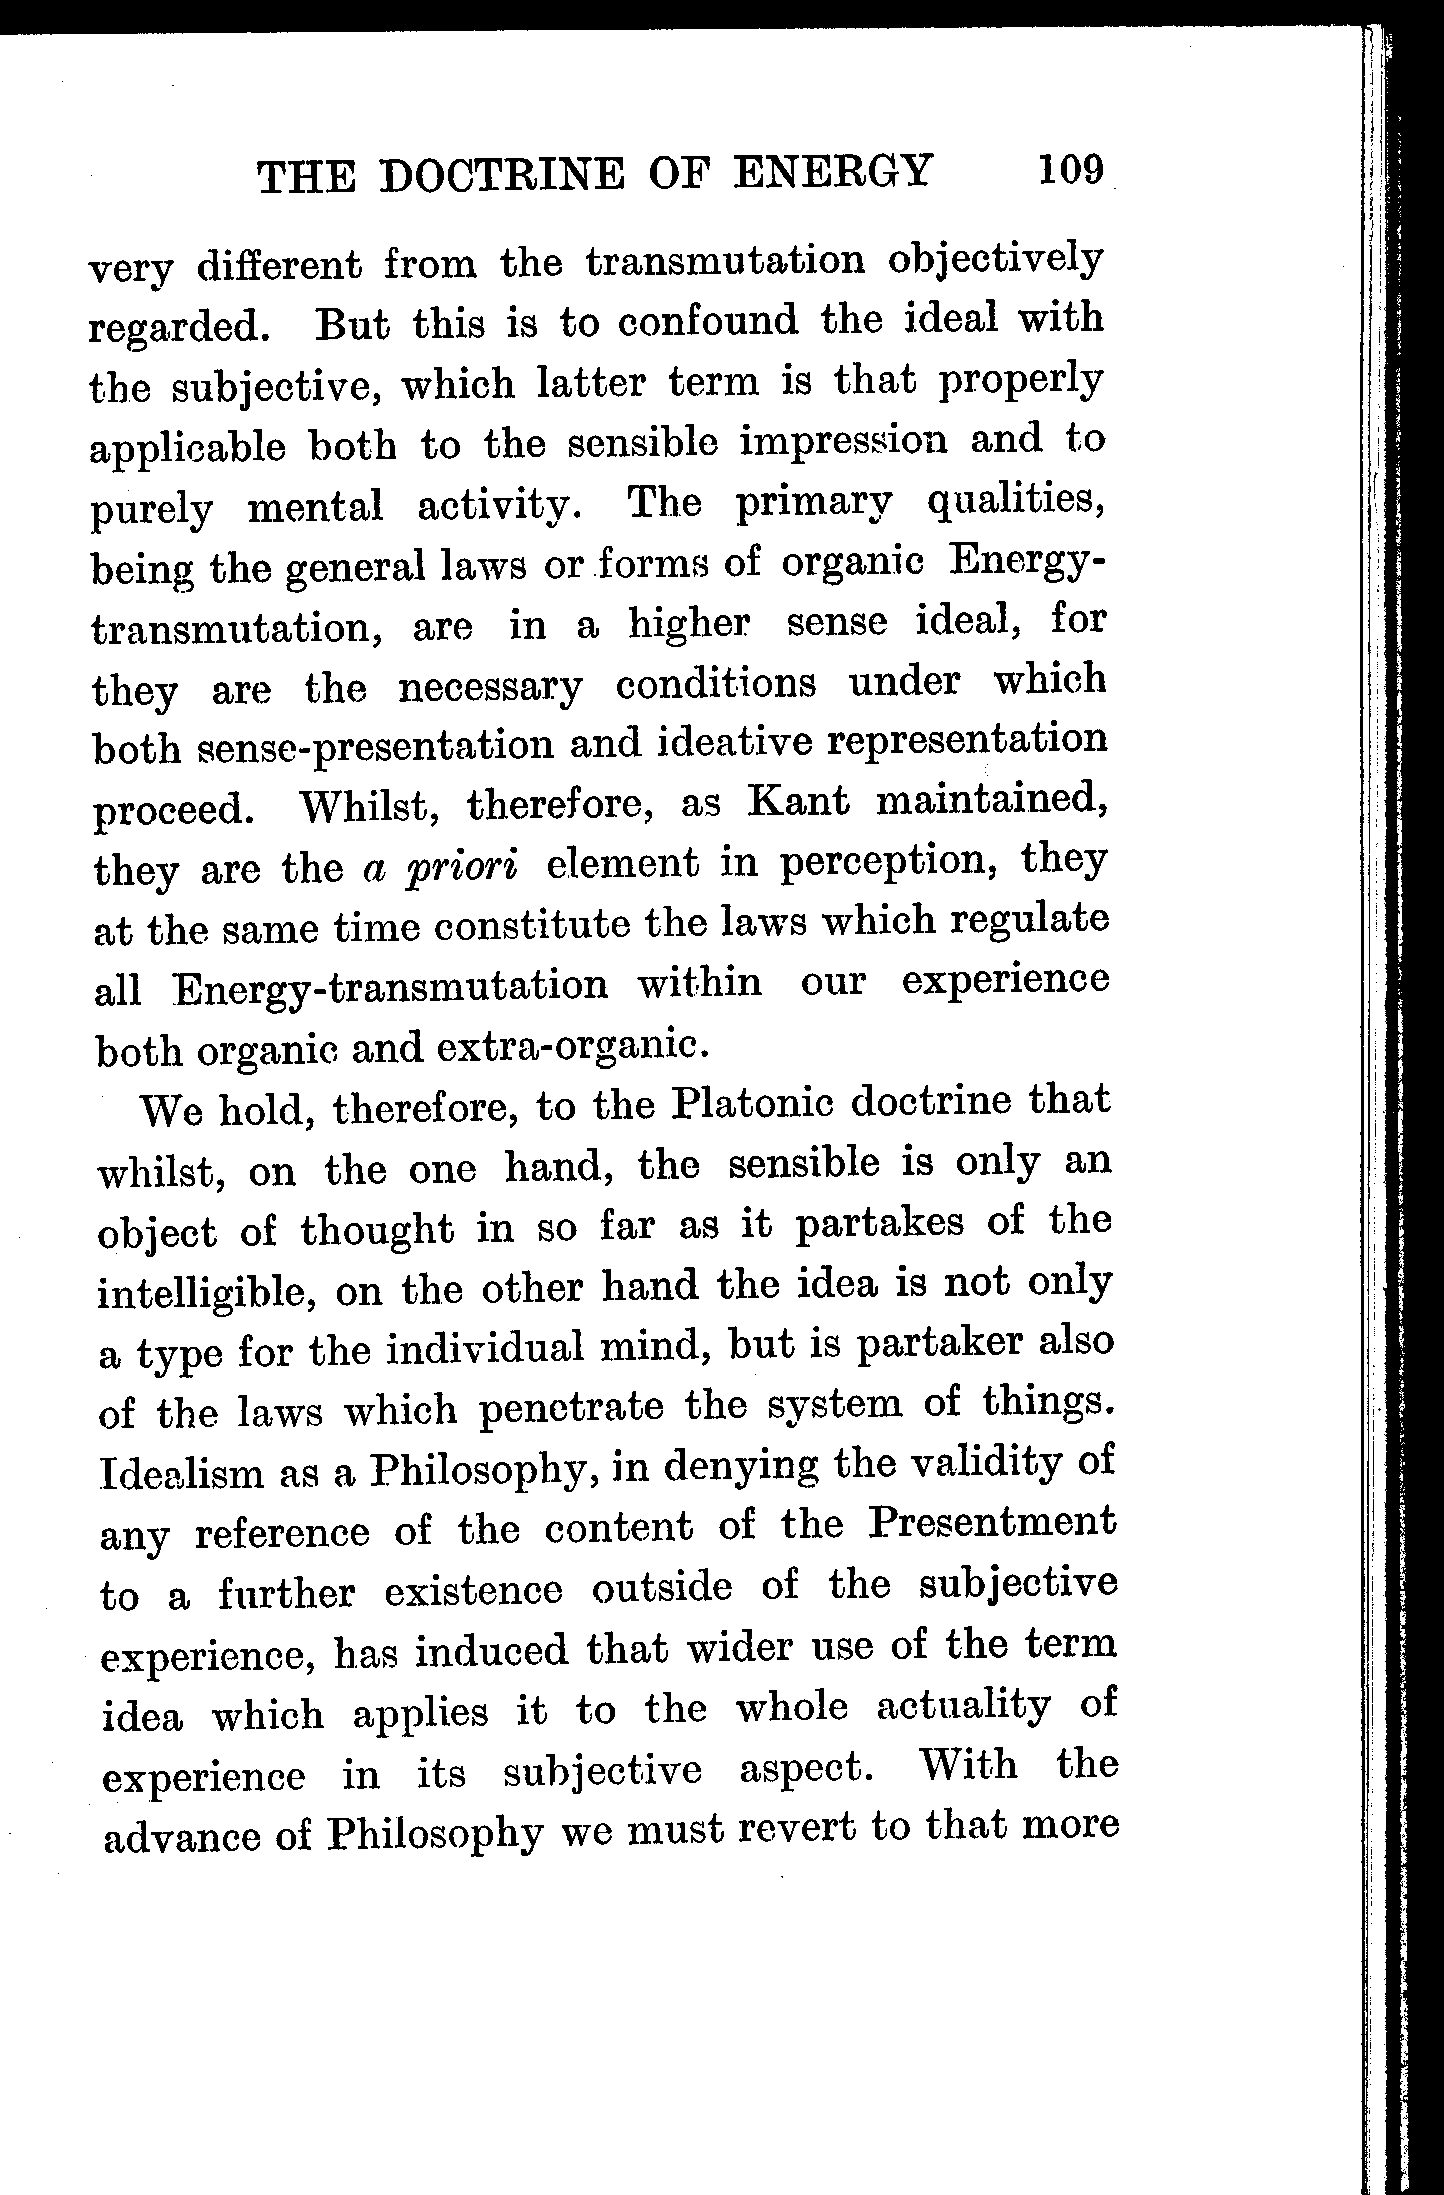 THE DOCTRINE OF ENERGY 109
very different from the transmutation objectively
regarded. But this is to confound the ideal with
the subjective, which latter term is that properly
applicable both to the sensible impression and to
purely mental activity. The primary qualities,
being the general laws or forms of organic Energy-
transmutation, are in a higher sense ideal, for
they are the necessary conditions under which
both sense-presentation and ideative representation
proceed. Whilst, therefore, as Kant maintained,
they are the a priori element in perception, they
at the same time constitute the laws which regulate
all Energy-transmutation within our experience
both organic and extra-organic.
We hold, therefore, to the Platonic doctrine that
whilst, on the one hand, the sensible is only an
object of thought in so far as it partakes of the
intelligible, on the other hand the idea is not only
a type for the individual mind, but is partaker also
of the laws which penetrate the system of things.
Idealism as a Philosophy, in denying the validity of
any reference of the content of the Presentment
to a further existence outside of the subjective
experience, has induced that wider use of the term
idea which applies it to the whole actuality of
experience in its subjective aspect. With the
advance of Philosophy we must revert to that more